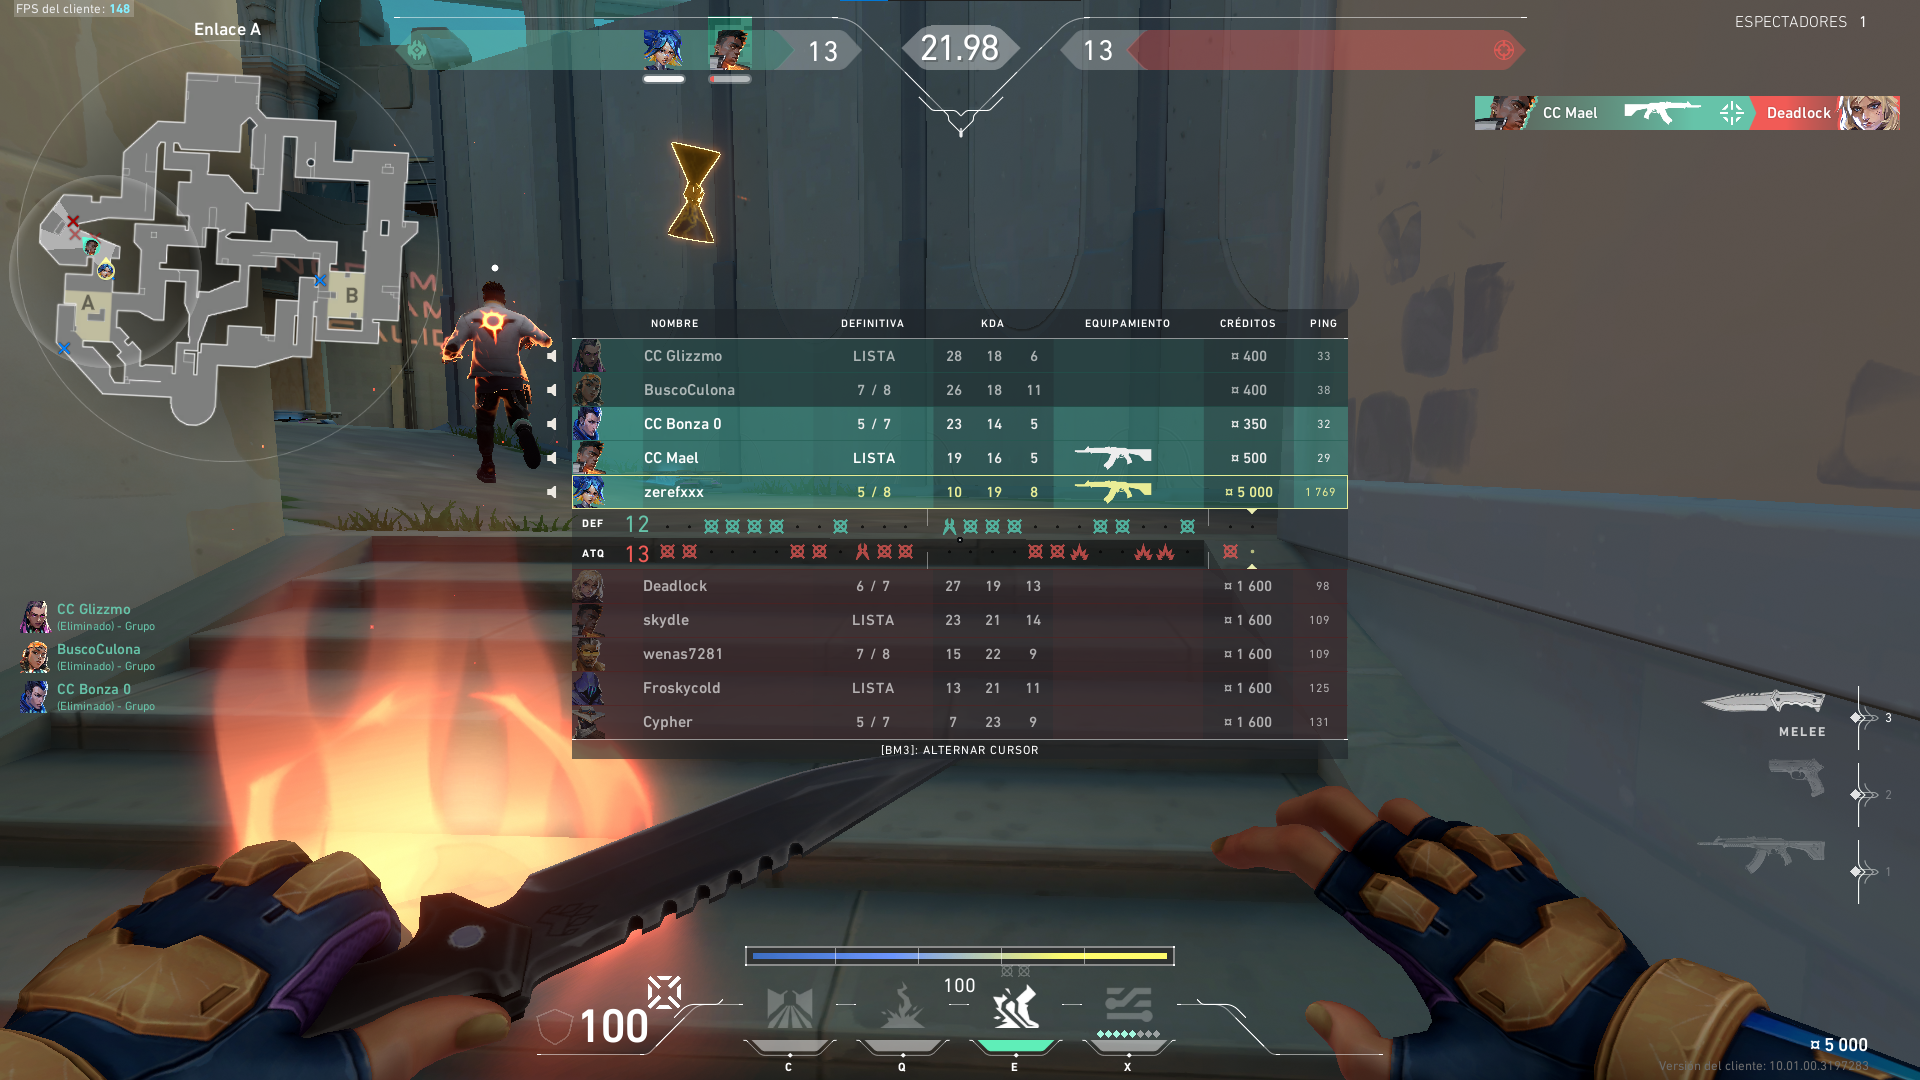 FPS del cliente: 148
Enlace A
13
21.98
13
ESPECTADORES 1
CC Mael
Deadlock
A
B
NOMBRE DEFINITIVA KDA EQUIPAMIENTO CRÉDITOS PING
CC Glizzmo LISTA 28 18 6 ¤ 400 33
BuscoCulona 7 / 8 26 18 11 ¤ 400 38
CC Bonza 0 5 / 7 23 14 5 ¤ 350 32
CC Mael LISTA 19 16 5 ¤ 500 29
zerefxxx 5 / 8 10 19 8 ¤ 5 000 1 769
DEF 12
ATQ 13
Deadlock 6 / 7 27 19 13 ¤ 1 600 98
skydle LISTA 23 21 14 ¤ 1 600 109
wenas7281 7 / 8 15 22 9 ¤ 1 600 109
Froskycold LISTA 13 21 11 ¤ 1 600 125
Cypher 5 / 7 7 23 9 ¤ 1 600 131
[BM3]: ALTERNAR CURSOR
CC Glizzmo
(Eliminado) - Grupo
BuscoCulona
(Eliminado) - Grupo
CC Bonza 0
(Eliminado) - Grupo
3
MELEE
2
1
100
100
C
Q
E
X
¤ 5 000
Versión del cliente: 10.01.00.3197283